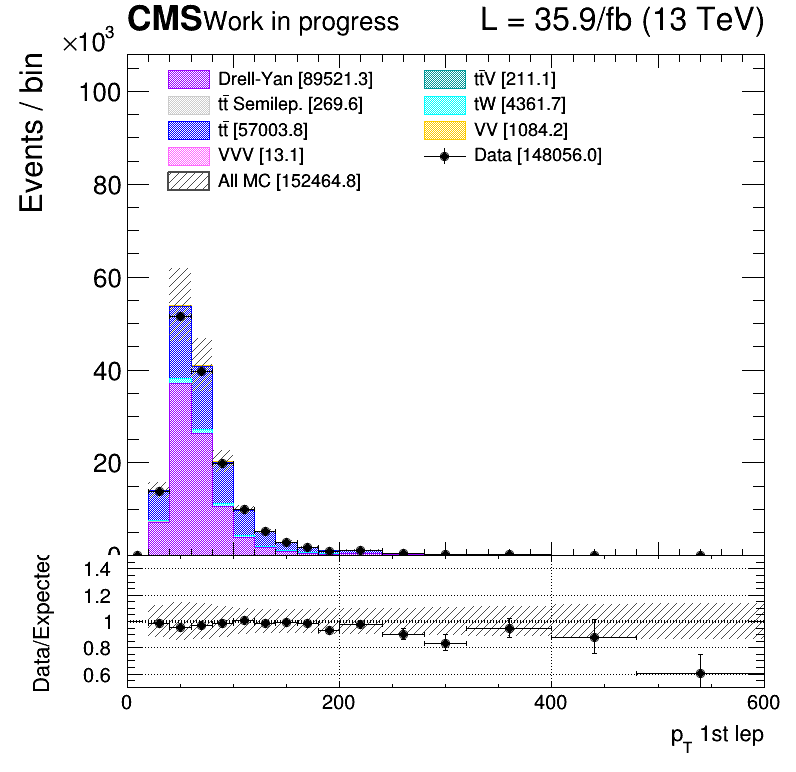 CMS Work in progress L = 35.9/fb (13 TeV)
×10³
Events / bin
100
80
60
40
20
0
Drell-Yan [89521.3]
tt̄ Semilep. [269.6]
tt̄ [57003.8]
VVV [13.1]
All MC [152464.8]
tt̄V [211.1]
tW [4361.7]
VV [1084.2]
Data [148056.0]
Data/Expected
1.4
1.2
1
0.8
0.6
0 200 400 600
p_T 1st lep